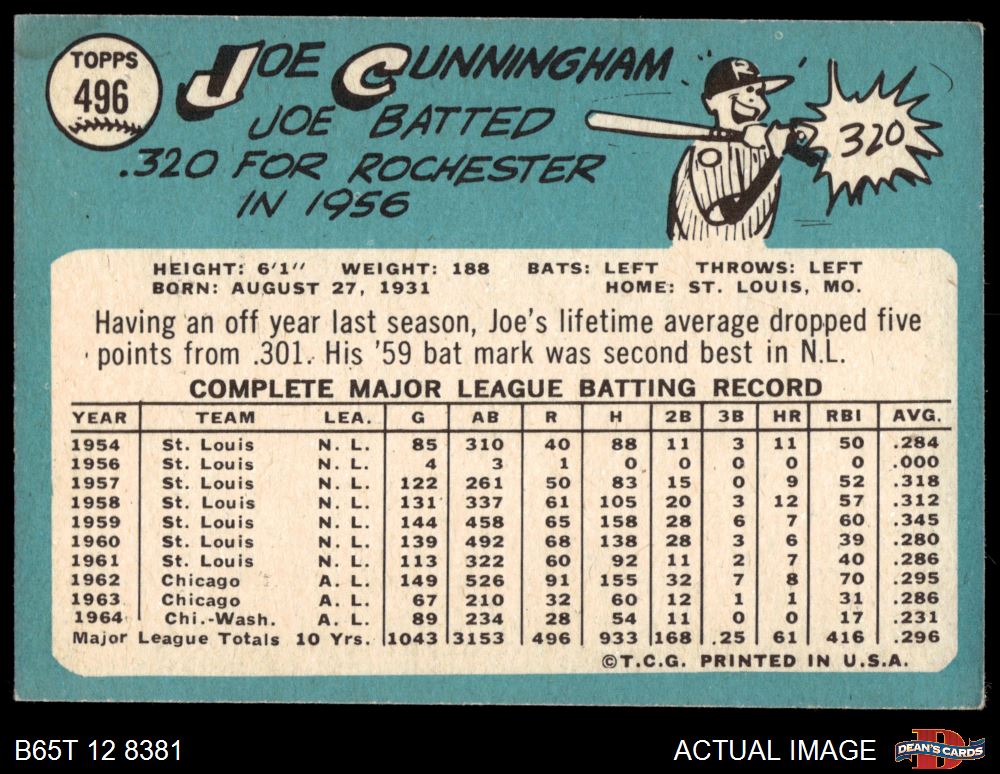 TOPPS
496
JOE CUNNINGHAM
JOE BATTED
.320 FOR ROCHESTER
IN 1956
R
320
HEIGHT: 6'1" WEIGHT: 188 BATS: LEFT THROWS: LEFT
BORN: AUGUST 27, 1931 HOME: ST. LOUIS, MO.
Having an off year last season, Joe's lifetime average dropped five
points from .301. His '59 bat mark was second best in N.L.
COMPLETE MAJOR LEAGUE BATTING RECORD
YEAR TEAM LEA. G AB R H 2B 3B HR RBI AVG.
1954 St. Louis N. L. 85 310 40 88 11 3 11 50 .284
1956 St. Louis N. L. 4 3 1 0 0 0 0 0 .000
1957 St. Louis N. L. 122 261 50 83 15 0 9 52 .318
1958 St. Louis N. L. 131 337 61 105 20 3 12 57 .312
1959 St. Louis N. L. 144 458 65 158 28 6 7 60 .345
1960 St. Louis N. L. 139 492 68 138 28 3 6 39 .280
1961 St. Louis N. L. 113 322 60 92 11 2 7 40 .286
1962 Chicago A. L. 149 526 91 155 32 7 8 70 .295
1963 Chicago A. L. 67 210 32 60 12 1 1 31 .286
1964 Chi.-Wash. A. L. 89 234 28 54 11 0 0 17 .231
Major League Totals 10 Yrs. 1043 3153 496 933 168 .25 61 416 .296
©T.C.G. PRINTED IN U.S.A.
B65T 12 8381 ACTUAL IMAGE DEAN'S CARDS